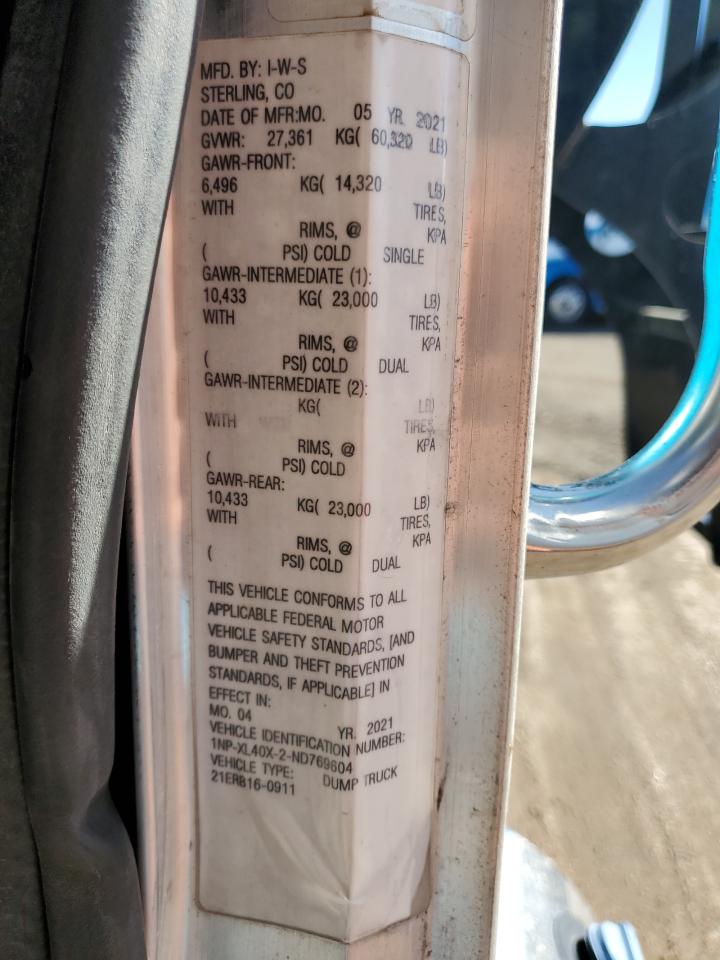 MFD. BY: I-W-S
STERLING, CO
DATE OF MFR:MO. 05 YR. 2021
GVWR: 27,361 KG( 60,320 LB)
GAWR-FRONT:
6,496 KG( 14,320 LB)
WITH TIRES,
RIMS, @ KPA
( PSI) COLD SINGLE
GAWR-INTERMEDIATE (1):
10,433 KG( 23,000 LB)
WITH TIRES,
RIMS, @ KPA
( PSI) COLD DUAL
GAWR-INTERMEDIATE (2):
KG( LB)
WITH TIRES,
RIMS, @ KPA
( PSI) COLD
GAWR-REAR:
10,433 KG( 23,000 LB)
WITH TIRES,
RIMS, @ KPA
( PSI) COLD DUAL
THIS VEHICLE CONFORMS TO ALL
APPLICABLE FEDERAL MOTOR
VEHICLE SAFETY STANDARDS, [AND
BUMPER AND THEFT PREVENTION
STANDARDS, IF APPLICABLE] IN
EFFECT IN:
MO. 04 YR. 2021
VEHICLE IDENTIFICATION NUMBER:
1NP-XL40X-2-ND769604
VEHICLE TYPE: DUMP TRUCK
21ERB16-0911